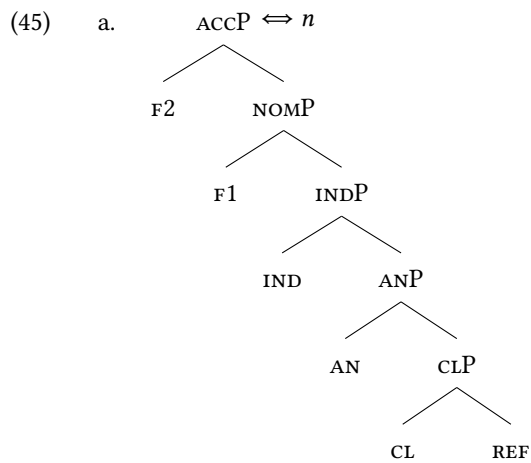 (45) a. ACCP ⇔ n
F2 NOMP
F1 INDP
IND ANP
AN CLP
CL REF